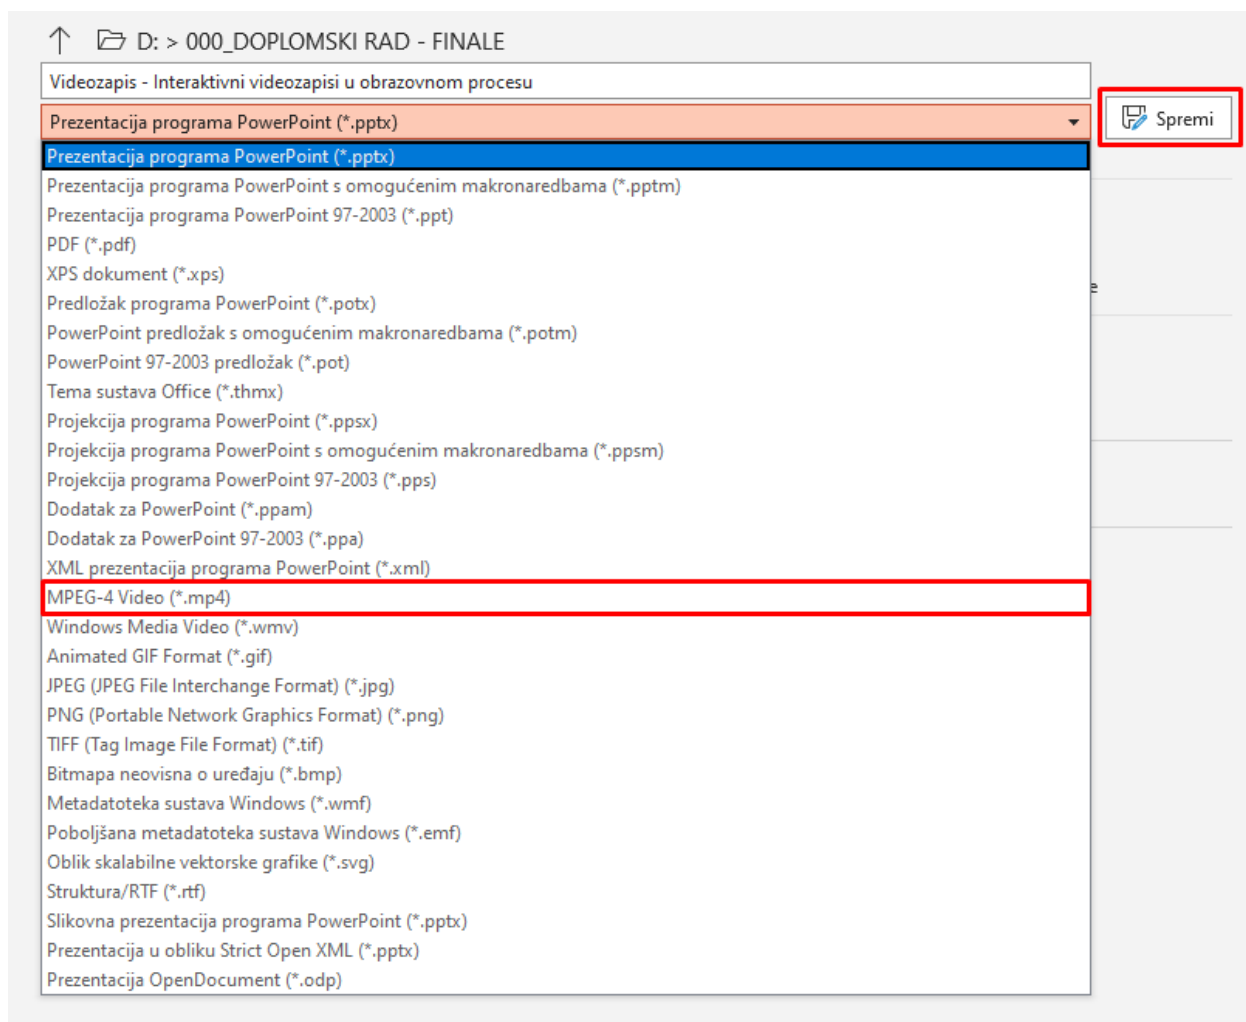 D: > 000_DOPLOMSKI RAD - FINALE
Videozapis - Interaktivni videozapisi u obrazovnom procesu
Prezentacija programa PowerPoint (*.pptx)
Spremi
Prezentacija programa PowerPoint (*.pptx)
Prezentacija programa PowerPoint s omogućenim makronaredbama (*.pptm)
Prezentacija programa PowerPoint 97-2003 (*.ppt)
PDF (*.pdf)
XPS dokument (*.xps)
Predložak programa PowerPoint (*.potx)
PowerPoint predložak s omogućenim makronaredbama (*.potm)
PowerPoint 97-2003 predložak (*.pot)
Tema sustava Office (*.thmx)
Projekcija programa PowerPoint (*.ppsx)
Projekcija programa PowerPoint s omogućenim makronaredbama (*.ppsm)
Projekcija programa PowerPoint 97-2003 (*.pps)
Dodatak za PowerPoint (*.ppam)
Dodatak za PowerPoint 97-2003 (*.ppa)
XML prezentacija programa PowerPoint (*.xml)
MPEG-4 Video (*.mp4)
Windows Media Video (*.wmv)
Animated GIF Format (*.gif)
JPEG (JPEG File Interchange Format) (*.jpg)
PNG (Portable Network Graphics Format) (*.png)
TIFF (Tag Image File Format) (*.tif)
Bitmapa neovisna o uređaju (*.bmp)
Metadatoteka sustava Windows (*.wmf)
Poboljšana metadatoteka sustava Windows (*.emf)
Oblik skalabilne vektorske grafike (*.svg)
Struktura/RTF (*.rtf)
Slikovna prezentacija programa PowerPoint (*.pptx)
Prezentacija u obliku Strict Open XML (*.pptx)
Prezentacija OpenDocument (*.odp)